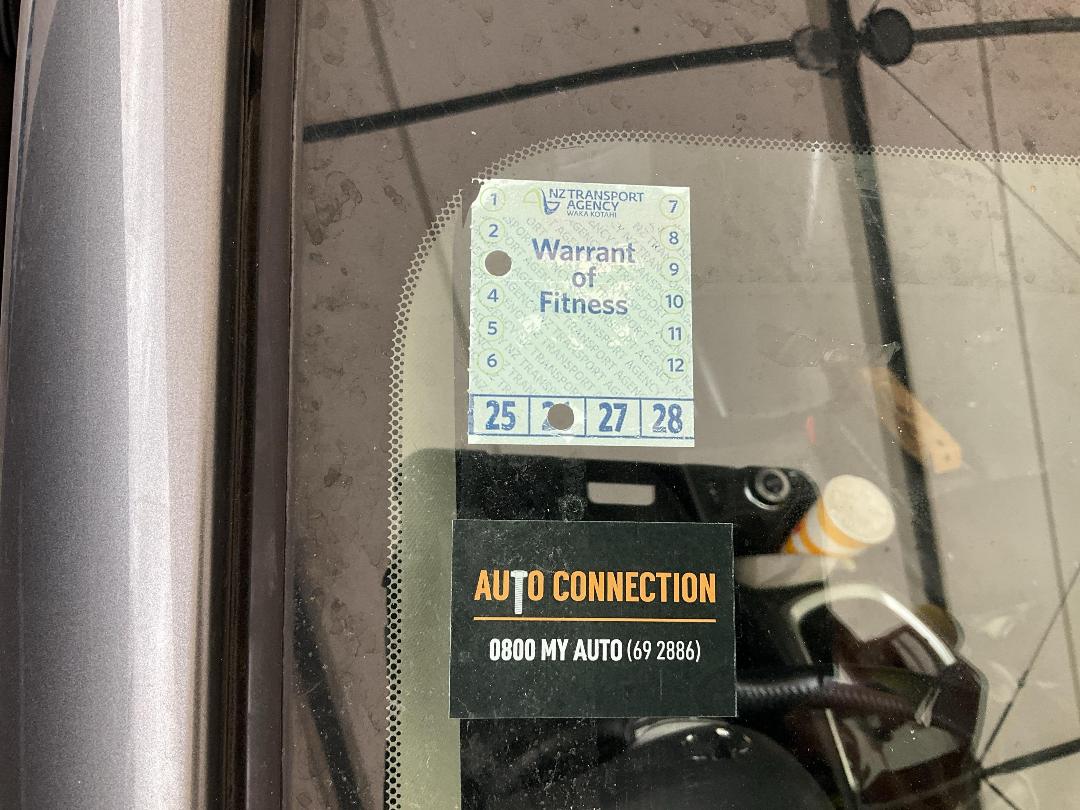 NZ TRANSPORT
AGENCY
WAKA KOTAHI
Warrant
of
Fitness
1
2
4
5
6
7
8
9
10
11
12
25 27 28
AUTO CONNECTION
0800 MY AUTO (69 2886)